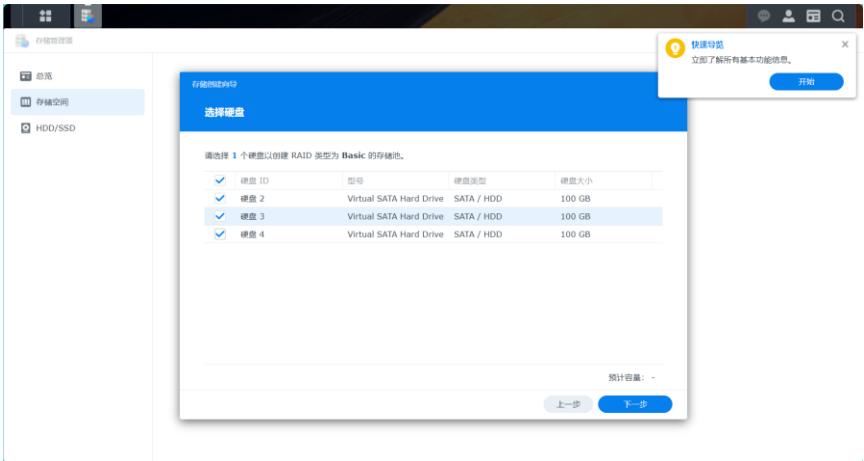 存储管理器
快速导览
立即了解所有基本功能信息。
开始
总览
存储空间
HDD/SSD
存储创建向导
选择硬盘
请选择 1 个硬盘以创建 RAID 类型为 Basic 的存储池。
硬盘 ID 型号 硬盘类型 硬盘大小
硬盘 2 Virtual SATA Hard Drive SATA / HDD 100 GB
硬盘 3 Virtual SATA Hard Drive SATA / HDD 100 GB
硬盘 4 Virtual SATA Hard Drive SATA / HDD 100 GB
预计容量： -
上一步 下一步